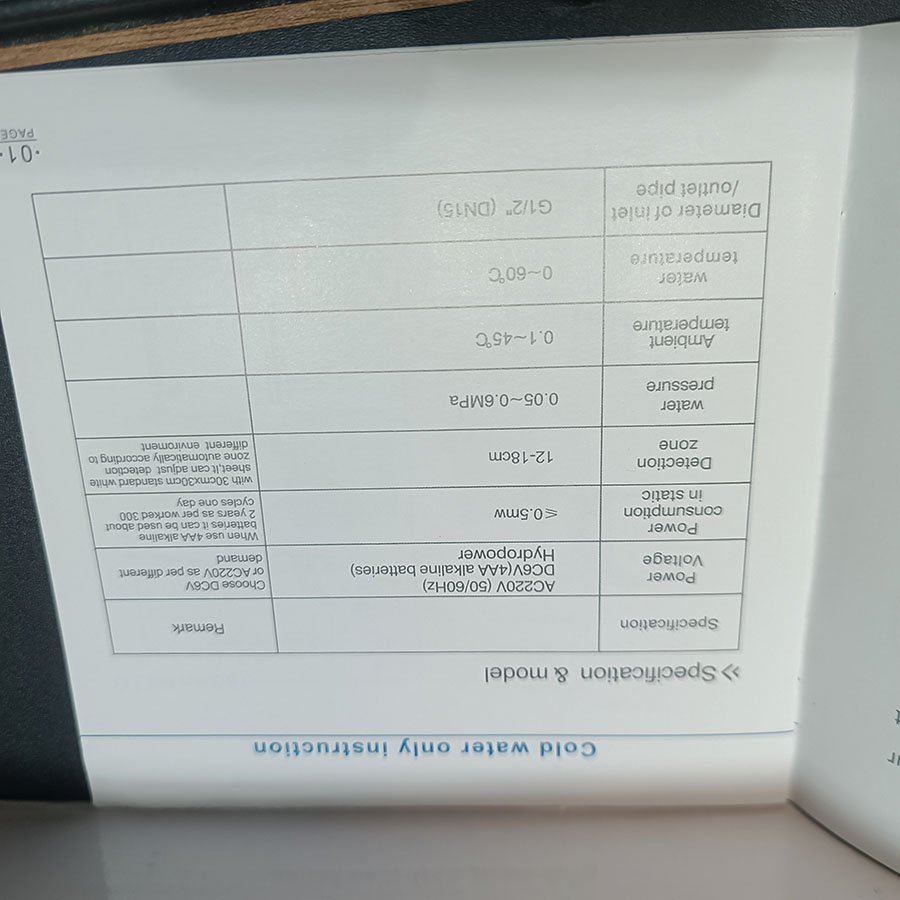 Cold water only instruction
>> Specification & model
Specification
Remark
Power
Voltage
AC220V (50/60Hz)
DC6V(4AA alkaline batteries)
Hydropower
Choose DC6V
or AC220V as per different
demand
Power
consumption
in static
≤0.5mw
When use 4AA alkaline
batteries it can be used about
2 years as per worked 300
cycles one day
Detection
zone
12-18cm
with 30cmx30cm standard white
sheet,it can adjust detection
zone automatically according to
different enviroment
water
pressure
0.05~0.6MPa
Ambient
temperature
0.1~45℃
water
temperature
0~60℃
Diameter of inlet
/outlet pipe
G1/2" (DN15)
·01·
PAGE